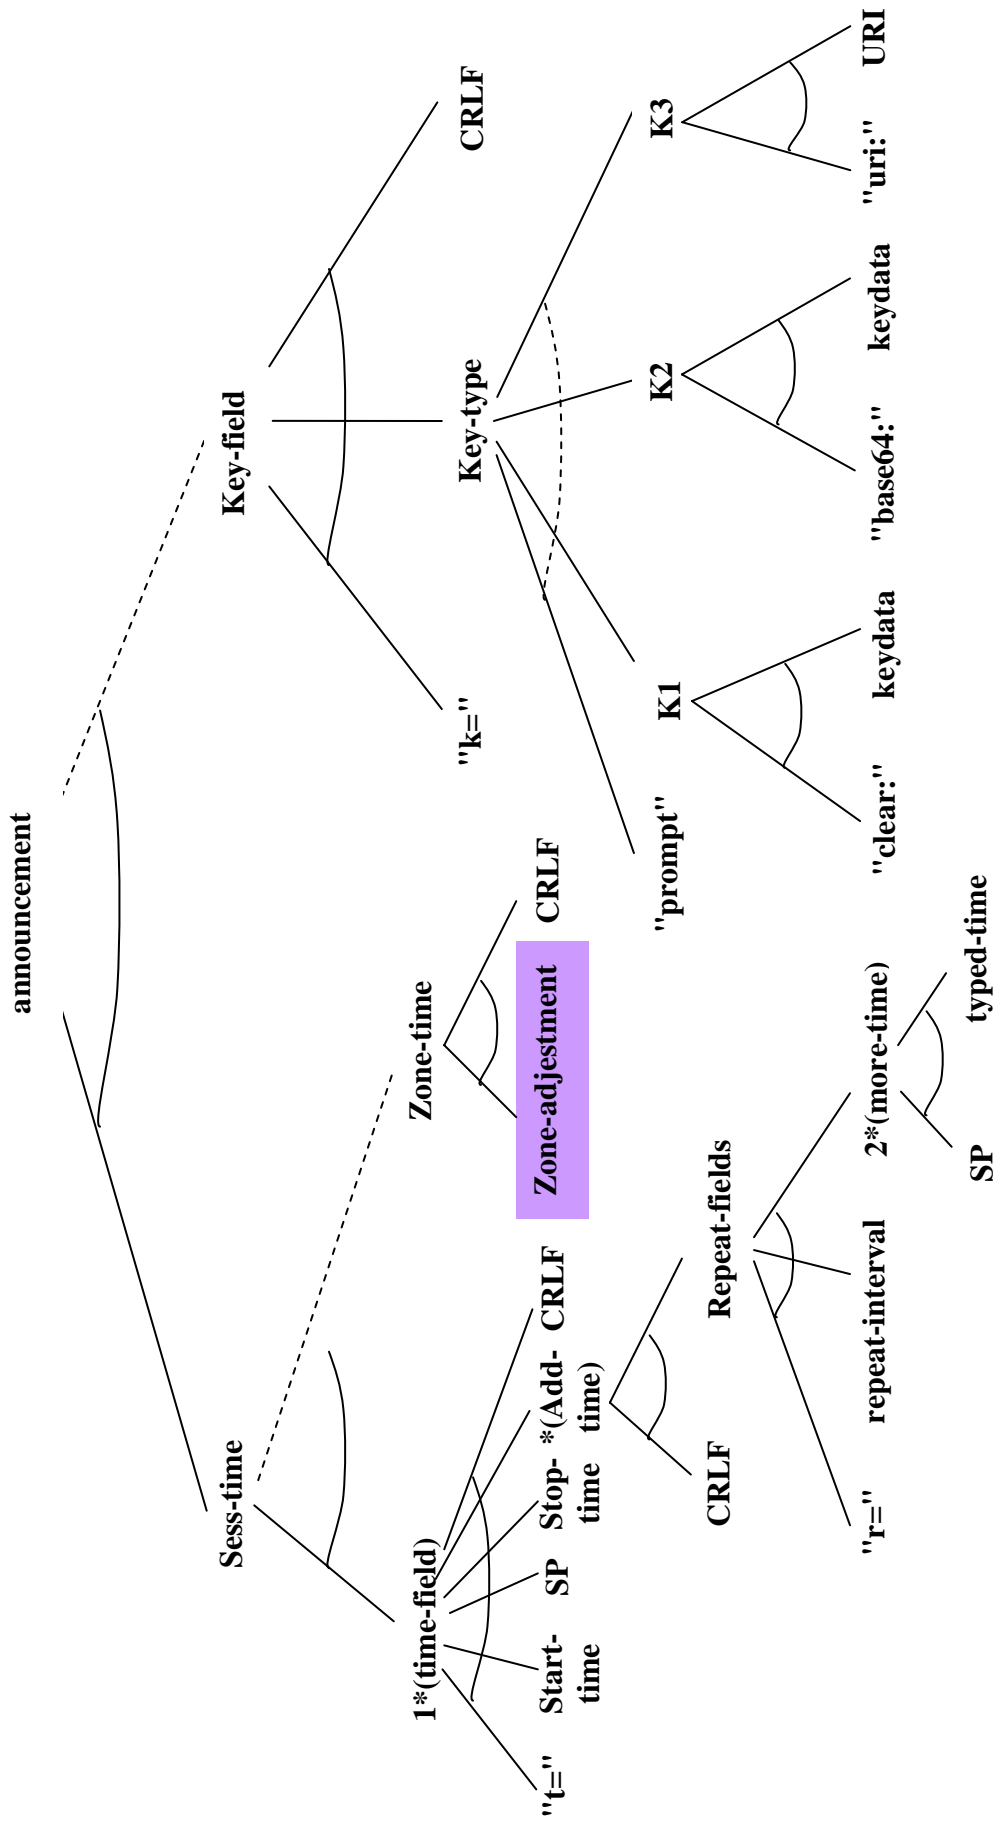 announcement
Sess-time
Key-field
1*(time-field)
Zone-time
"k="
Key-type
CRLF
"t="
Start-
time
SP
Stop-
time
*(Add-
time)
CRLF
Zone-adjestment
CRLF
"prompt"
K1
K2
K3
CRLF
Repeat-fields
"clear:"
keydata
"base64:"
keydata
"uri:"
URI
"r="
repeat-interval
2*(more-time)
SP
typed-time